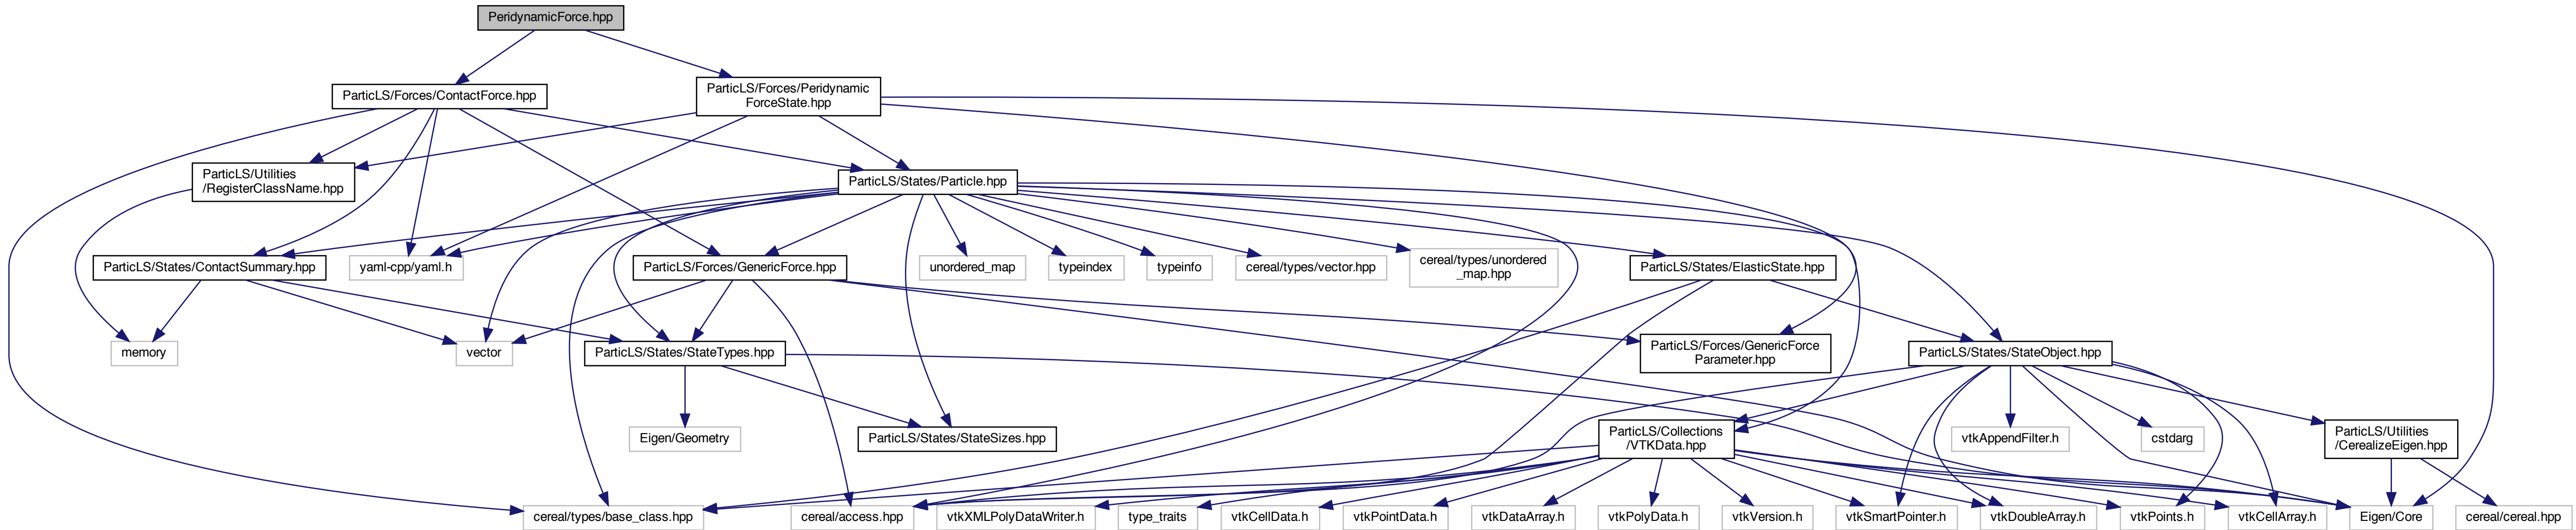 PeridynamicForce.hpp
ParticLS/Forces/ContactForce.hpp
ParticLS/Forces/Peridynamic
ForceState.hpp
ParticLS/Utilities
/RegisterClassName.hpp
ParticLS/States/Particle.hpp
ParticLS/States/ContactSummary.hpp
yaml-cpp/yaml.h
ParticLS/Forces/GenericForce.hpp
unordered_map
typeindex
typeinfo
cereal/types/vector.hpp
cereal/types/unordered
_map.hpp
ParticLS/States/ElasticState.hpp
memory
vector
ParticLS/States/StateTypes.hpp
ParticLS/Forces/GenericForce
Parameter.hpp
ParticLS/States/StateObject.hpp
Eigen/Geometry
ParticLS/States/StateSizes.hpp
ParticLS/Collections
/VTKData.hpp
vtkAppendFilter.h
cstdarg
ParticLS/Utilities
/CerealizeEigen.hpp
cereal/types/base_class.hpp
cereal/access.hpp
vtkXMLPolyDataWriter.h
type_traits
vtkCellData.h
vtkPointData.h
vtkDataArray.h
vtkPolyData.h
vtkVersion.h
vtkSmartPointer.h
vtkDoubleArray.h
vtkPoints.h
vtkCellArray.h
Eigen/Core
cereal/cereal.hpp